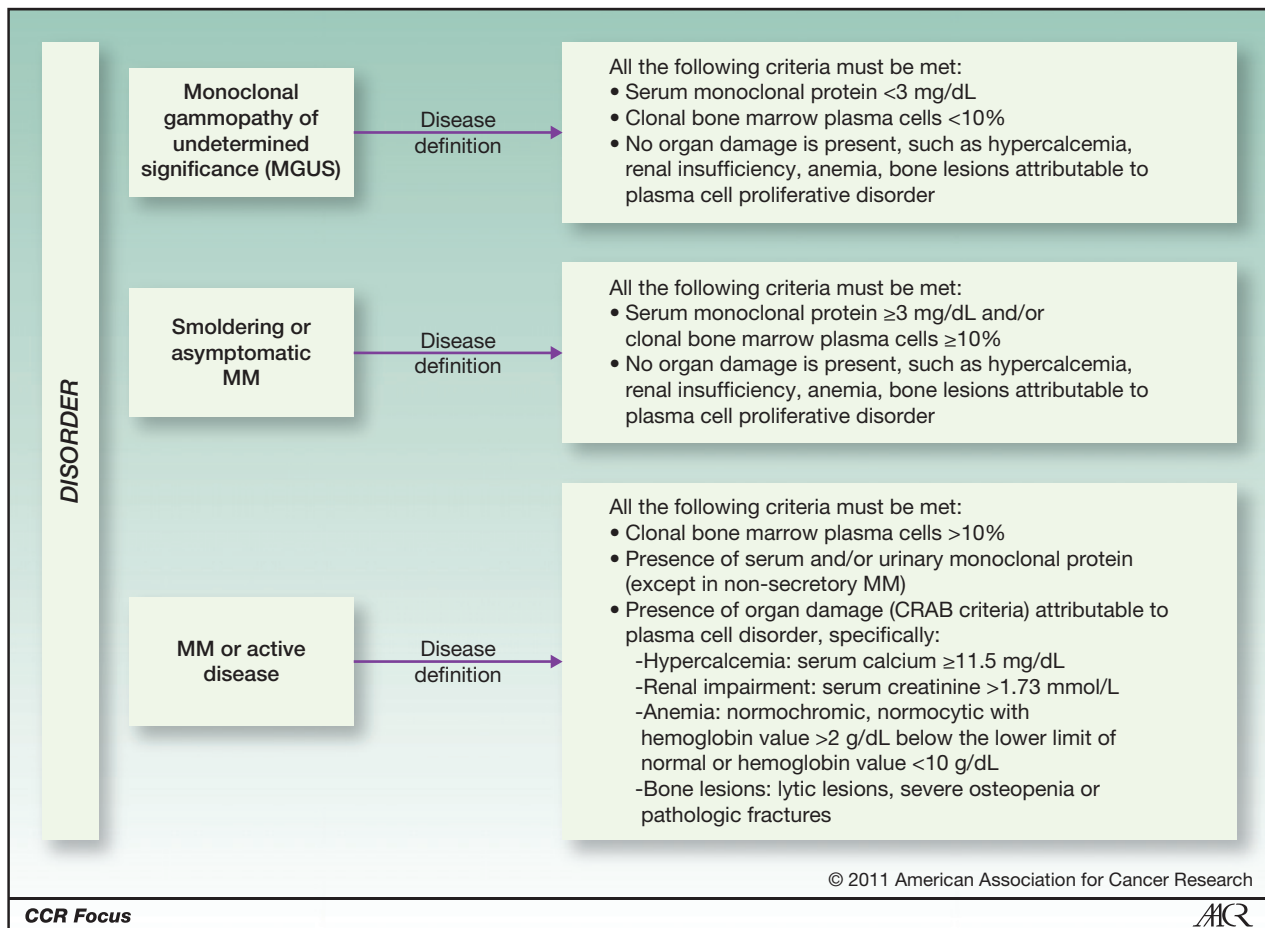 DISORDER
Monoclonal
gammopathy of
undetermined
significance (MGUS)
Disease
definition
All the following criteria must be met:
• Serum monoclonal protein <3 mg/dL
• Clonal bone marrow plasma cells <10%
• No organ damage is present, such as hypercalcemia,
renal insufficiency, anemia, bone lesions attributable to
plasma cell proliferative disorder
Smoldering or
asymptomatic
MM
Disease
definition
All the following criteria must be met:
• Serum monoclonal protein ≥3 mg/dL and/or
clonal bone marrow plasma cells ≥10%
• No organ damage is present, such as hypercalcemia,
renal insufficiency, anemia, bone lesions attributable to
plasma cell proliferative disorder
MM or active
disease
Disease
definition
All the following criteria must be met:
• Clonal bone marrow plasma cells >10%
• Presence of serum and/or urinary monoclonal protein
(except in non-secretory MM)
• Presence of organ damage (CRAB criteria) attributable to
plasma cell disorder, specifically:
-Hypercalcemia: serum calcium ≥11.5 mg/dL
-Renal impairment: serum creatinine >1.73 mmol/L
-Anemia: normochromic, normocytic with
hemoglobin value >2 g/dL below the lower limit of
normal or hemoglobin value <10 g/dL
-Bone lesions: lytic lesions, severe osteopenia or
pathologic fractures
© 2011 American Association for Cancer Research
CCR Focus
AACR